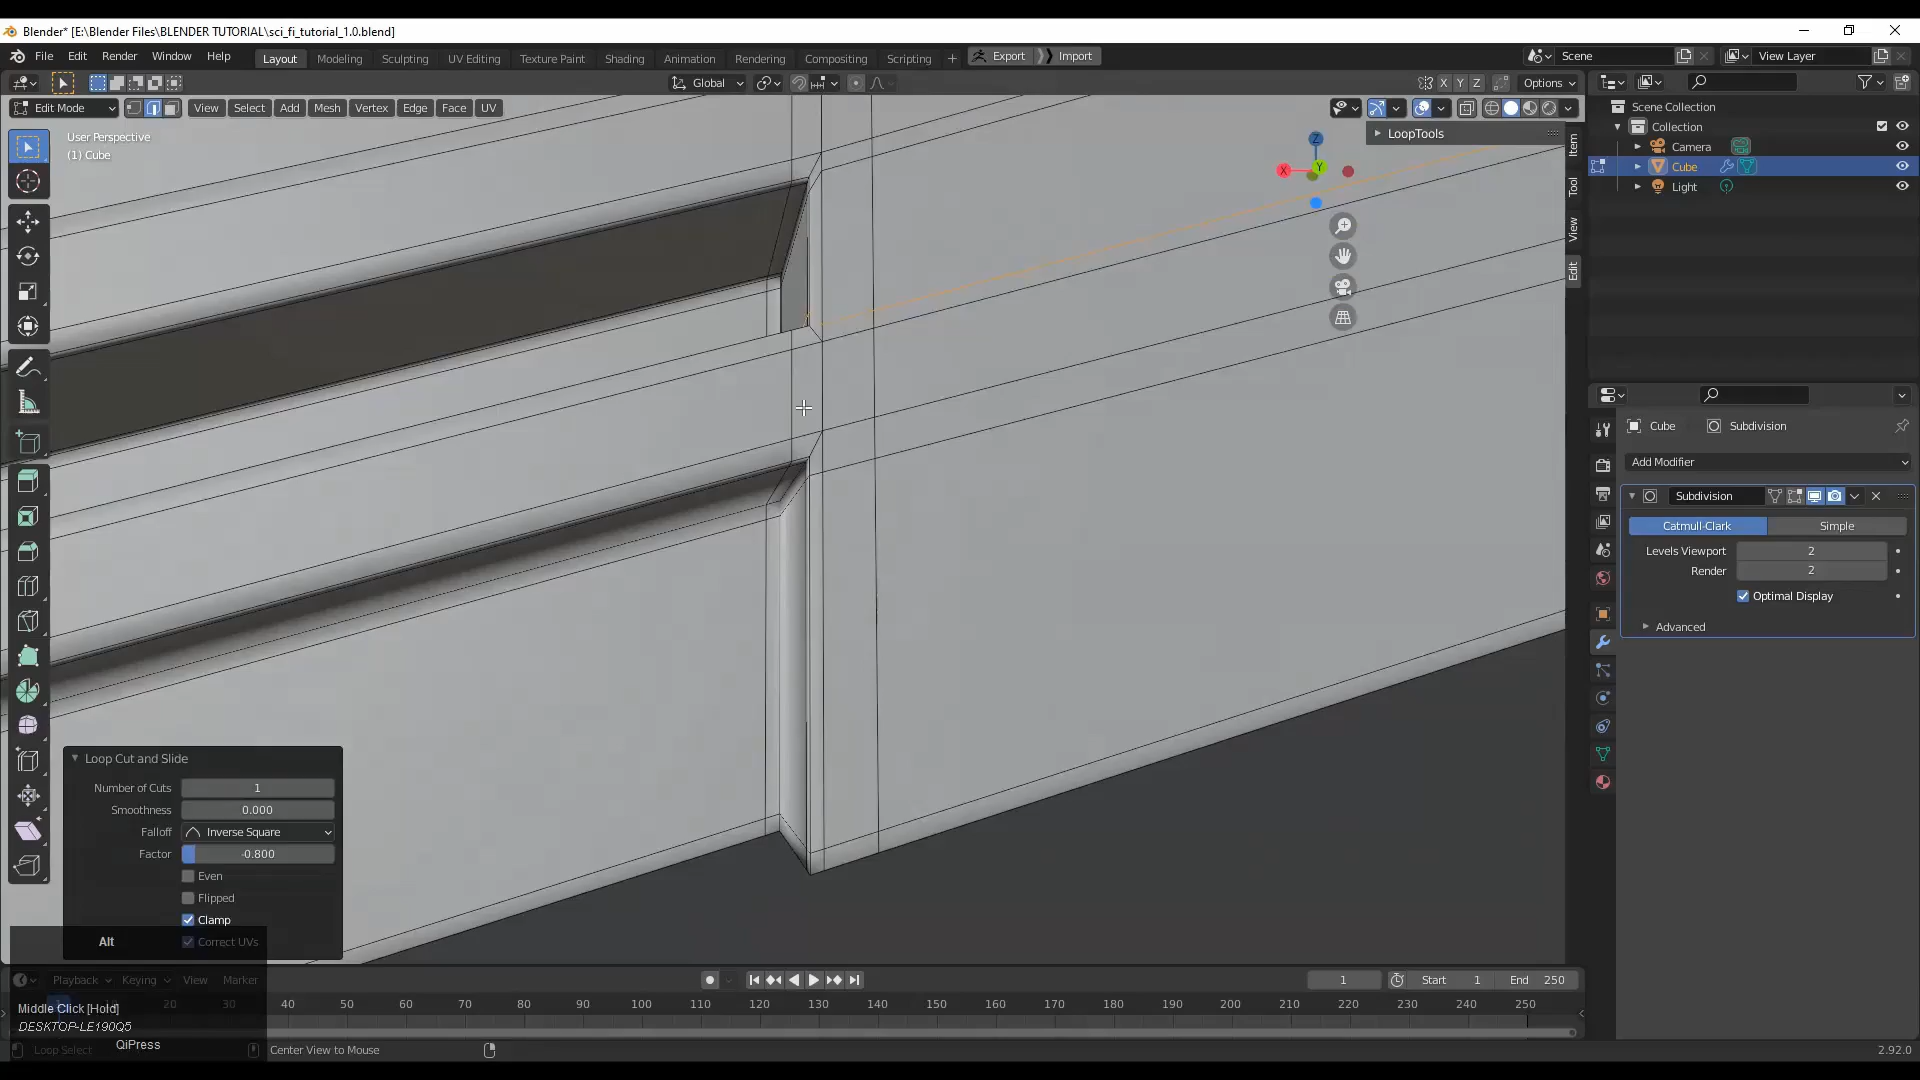 Blender* [E:\Blender Files\BLENDER TUTORIAL\sci_fi_tutorial_1.0.blend]
File Edit Render Window Help Layout Modeling Sculpting UV Editing Texture Paint Shading Animation Rendering Compositing Scripting + Export Import Scene View Layer
Global X Y Z Options
Edit Mode View Select Add Mesh Vertex Edge Face UV
User Perspective
(1) Cube
LoopTools
Z
X
Y
Item
Tool
View
Edit
Scene Collection
Collection
Camera
Cube
Light
Cube Subdivision
Add Modifier
Subdivision
Catmull-Clark Simple
Levels Viewport 2
Render 2
Optimal Display
Advanced
Loop Cut and Slide
Number of Cuts 1
Smoothness 0.000
Falloff Inverse Square
Factor -0.800
Even
Flipped
Clamp
Alt Correct UVs
Playback Keying View Marker 1 Start 1 End 250
1 20 30 40 50 60 70 80 90 100 110 120 130 140 150 160 170 180 190 200 210 220 230 240 250
Middle Click [Hold]
DESKTOP-LE190Q5
QiPress
Loop Select Center View to Mouse 2.92.0